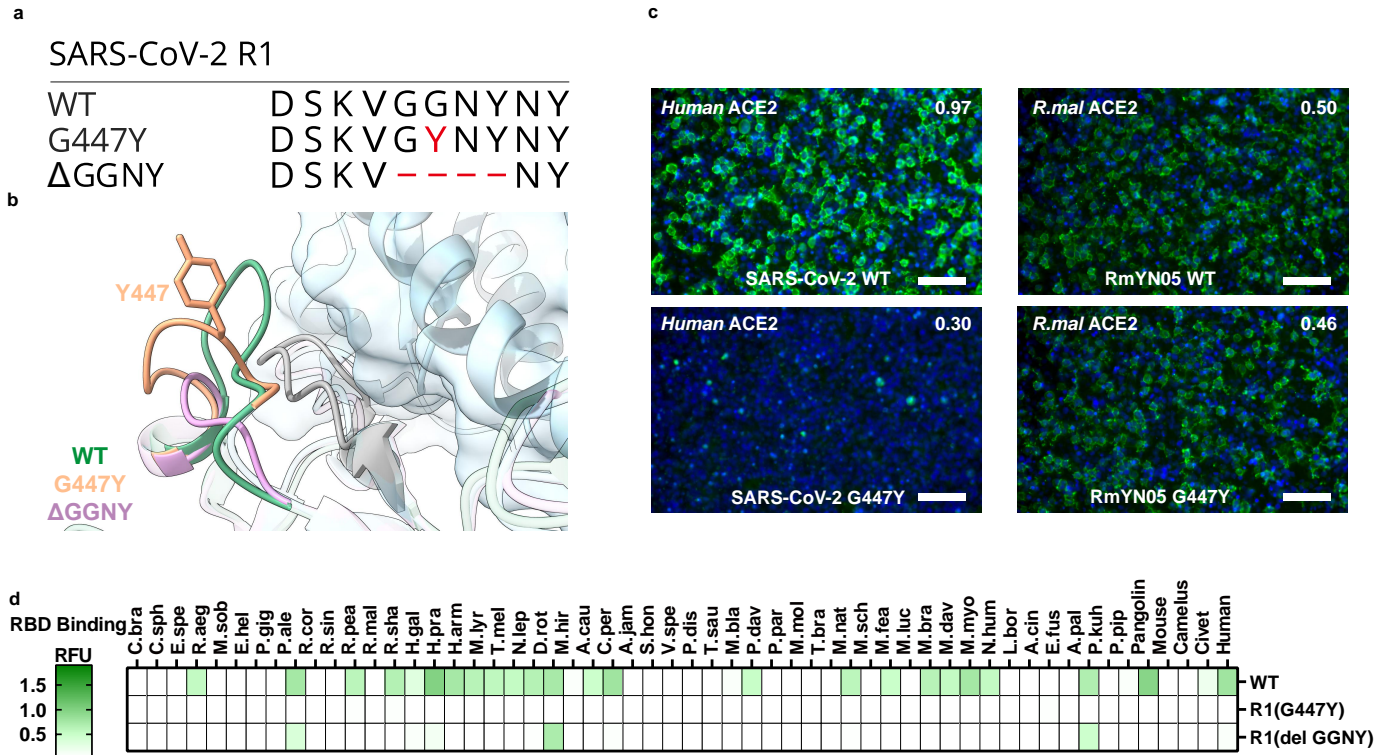 a
SARS-CoV-2 R1
WT DSKVGGNYNY
G447Y DSKVGYNYNY
ΔGGNY DSKV----NY
b
Y447
WT
G447Y
ΔGGNY
c
Human ACE2 0.97
SARS-CoV-2 WT
R.mal ACE2 0.50
RmYN05 WT
Human ACE2 0.30
SARS-CoV-2 G447Y
R.mal ACE2 0.46
RmYN05 G447Y
d
RBD Binding
C.bra
C.sph
E.spe
R.aeg
M.sob
E.hel
P.gig
P.ale
R.cor
R.sin
R.pea
R.mal
R.sha
H.gal
H.pra
H.arm
M.lyr
T.mel
N.lep
D.rot
M.hir
A.cau
C.per
A.jam
S.hon
V.spe
P.dis
T.sau
M.bla
P.dav
P.par
M.mol
T.bra
M.nat
M.sch
M.fea
M.luc
M.bra
M.dav
M.myo
N.hum
L.bor
A.cin
E.fus
A.pal
P.kuh
P.pip
Pangolin
Mouse
Camelus
Civet
Human
RFU
1.5
1.0
0.5
WT
R1(G447Y)
R1(del GGNY)